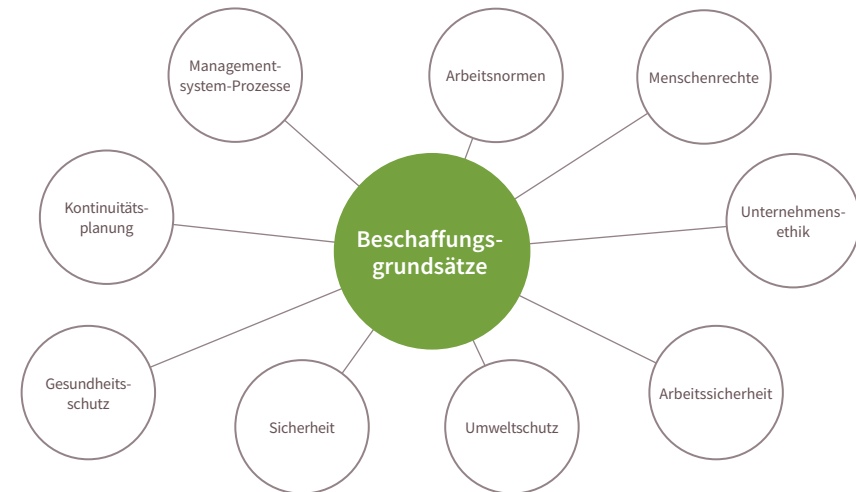 Management-
system-Prozesse
Arbeitsnormen
Menschenrechte
Kontinuitäts-
planung
Beschaffungs-
grundsätze
Unternehmens-
ethik
Gesundheits-
schutz
Sicherheit
Umweltschutz
Arbeitssicherheit